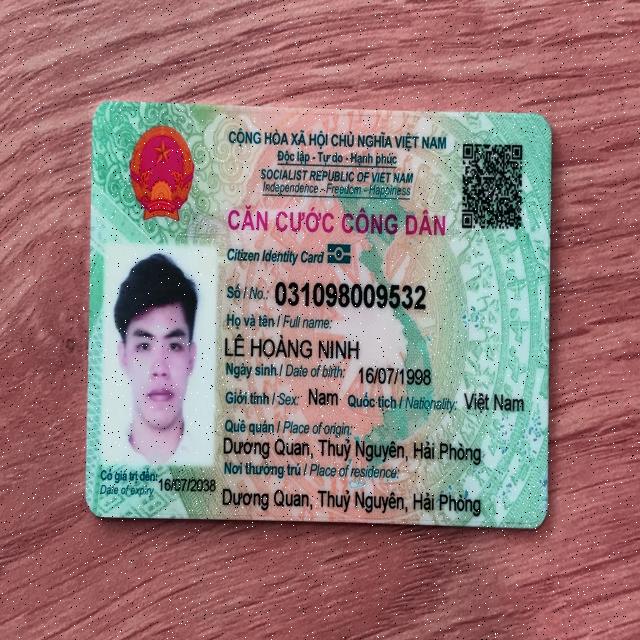 CỘNG HÒA XÃ HỘI CHỦ NGHĨA VIỆT NAM
Độc lập - Tự do - Hạnh phúc
SOCIALIST REPUBLIC OF VIET NAM
Independence - Freedom - Happiness
CĂN CƯỚC CÔNG DÂN
Citizen Identity Card
Số / No.: 031098009532
Họ và tên / Full name:
LÊ HOÀNG NINH
Ngày sinh / Date of birth: 16/07/1998
Giới tính / Sex: Nam Quốc tịch / Nationality: Việt Nam
Quê quán / Place of origin:
Dương Quan, Thuỷ Nguyên, Hải Phòng
Nơi thường trú / Place of residence:
Dương Quan, Thuỷ Nguyên, Hải Phòng
Có giá trị đến: 16/07/2038
Date of expiry